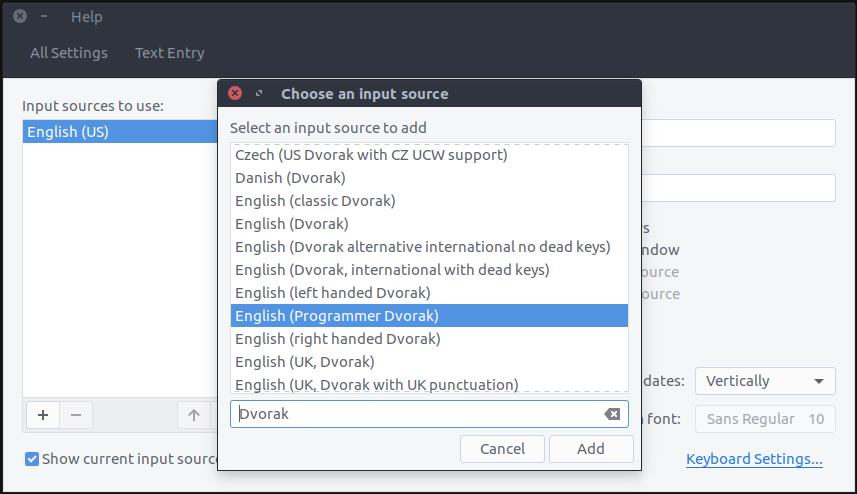 Help
All Settings Text Entry
Choose an input source
Input sources to use:
Select an input source to add
English (US)
Czech (US Dvorak with CZ UCW support)
Danish (Dvorak)
English (classic Dvorak)
English (Dvorak)
English (Dvorak alternative international no dead keys)
English (Dvorak, international with dead keys)
English (left handed Dvorak)
English (Programmer Dvorak)
English (right handed Dvorak)
English (UK, Dvorak)
English (UK, Dvorak with UK punctuation)
Dvorak
Cancel Add
ource
ource
dates: Vertically
font: Sans Regular 10
Show current input sourc
Keyboard Settings...